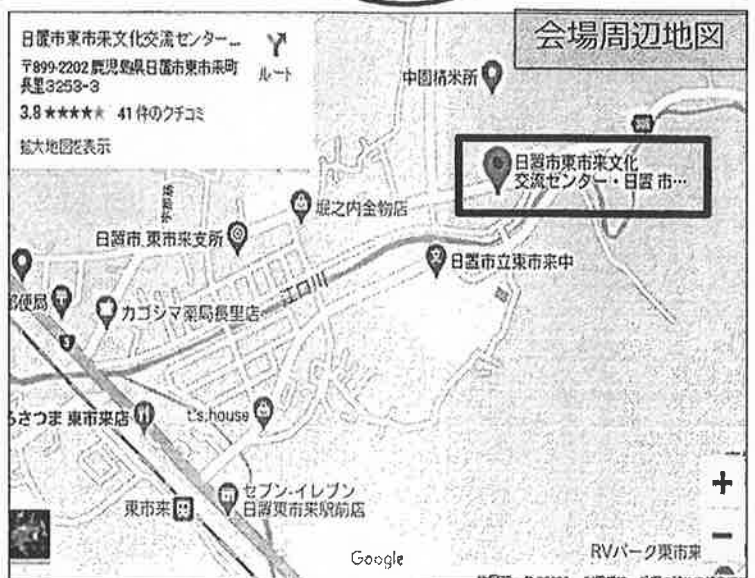 会場周辺地図
日置市東市来文化交流センター...
〒899-2202 鹿児島県日置市東市来町
長里3253-3
3.8 ★★★★★ 41 件のクチコミ
拡大地図を表示
ルート
中園精米所
日置市東市来文化
交流センター・日置 市…
堀之内金物店
日置市 東市来支所
日置市立東市来中
江口川
郵便局
カゴシマ薬局長里店
3
さつま 東市来店
t's.house
セブン-イレブン
日置東市来駅前店
東市来
+
−
Google
RVパーク東市来